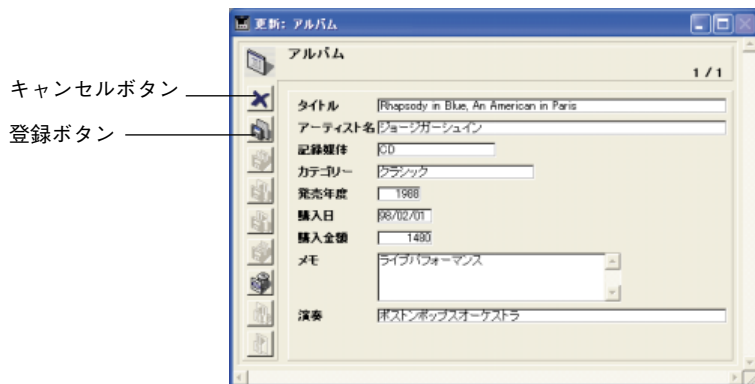 更新: アルバム
アルバム
1 / 1
キャンセルボタン
登録ボタン
タイトル Rhapsody in Blue, An American in Paris
アーティスト名 ジョージガーシュイン
記録媒体 CD
カテゴリー クラシック
発売年度 1988
購入日 98/02/01
購入金額 1480
メモ ライブパフォーマンス
演奏 ボストンポップスオーケストラ